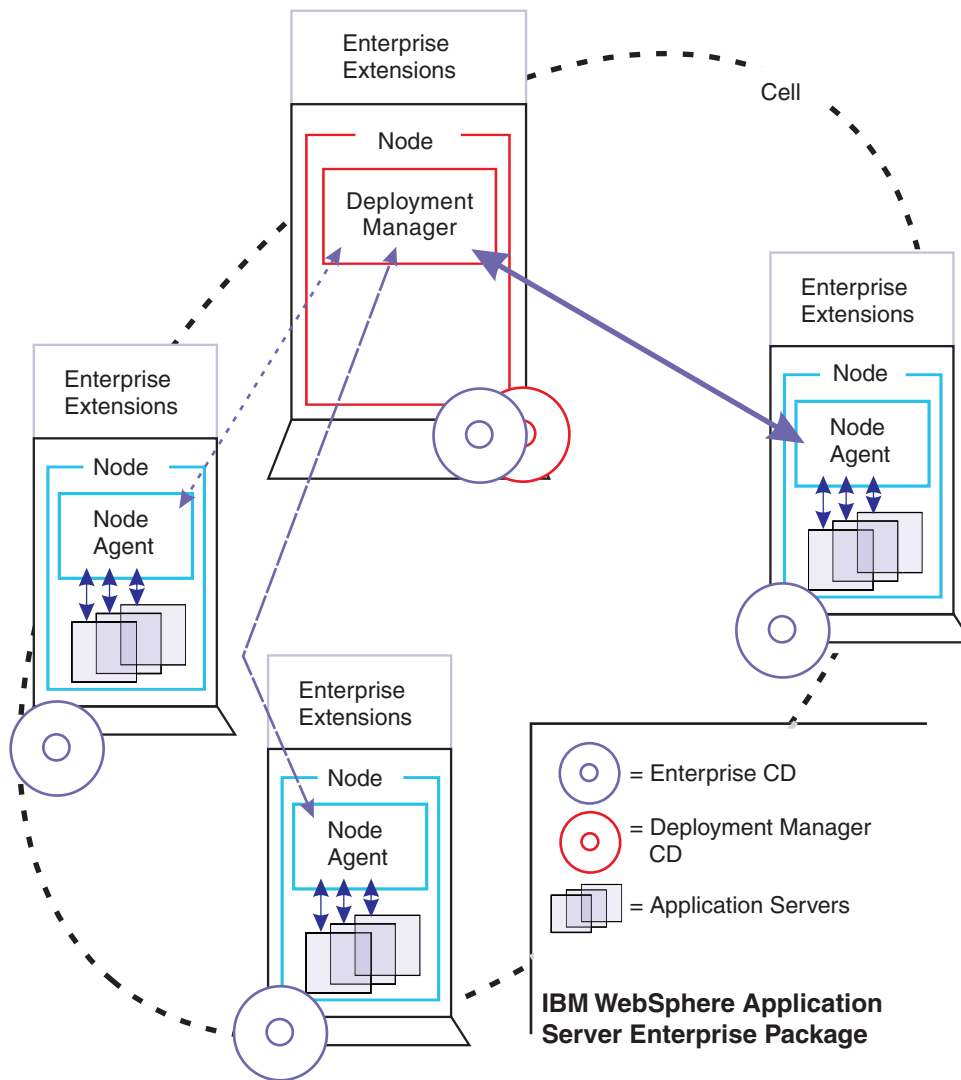 Enterprise
Extensions
Cell
Node
Deployment
Manager
Enterprise
Extensions
Node
Node
Agent
Enterprise
Extensions
Node
Node
Agent
Enterprise
Extensions
Node
Node
Agent
= Enterprise CD
= Deployment Manager
CD
= Application Servers
IBM WebSphere Application
Server Enterprise Package